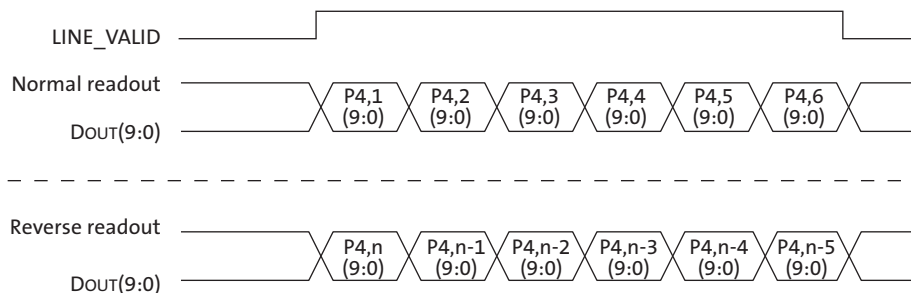 LINE_VALID
Normal readout
P4,1 P4,2 P4,3 P4,4 P4,5 P4,6
(9:0) (9:0) (9:0) (9:0) (9:0) (9:0)
DOUT(9:0)
Reverse readout
P4,n P4,n-1 P4,n-2 P4,n-3 P4,n-4 P4,n-5
(9:0) (9:0) (9:0) (9:0) (9:0) (9:0)
DOUT(9:0)